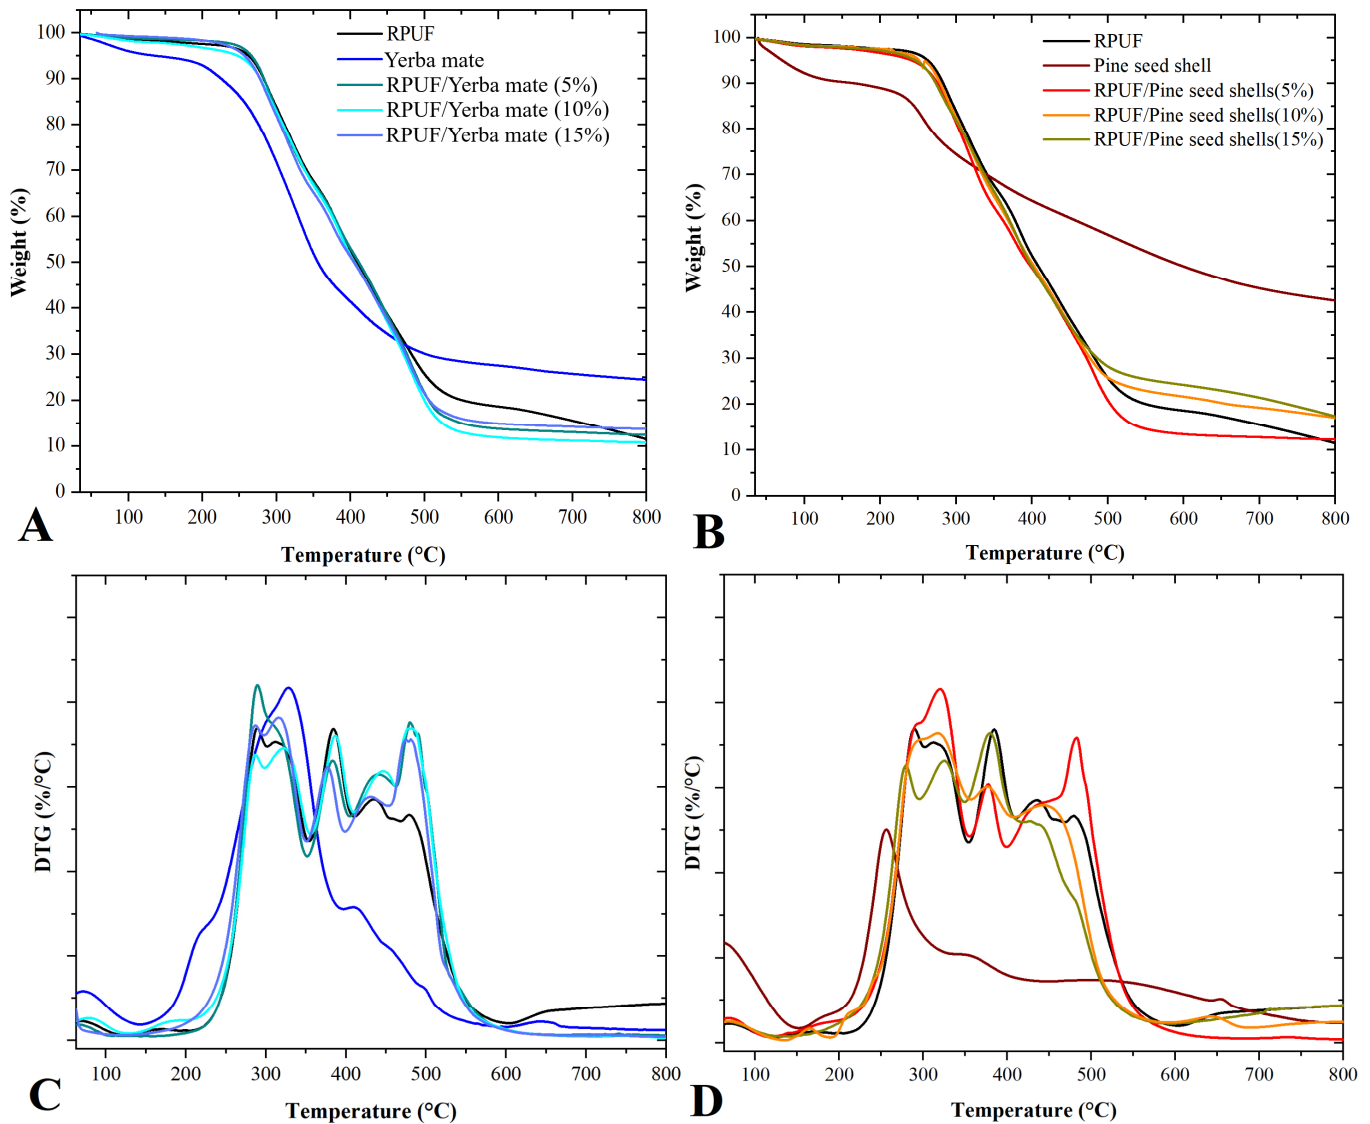 100
90
80
70
60
50
40
30
20
10
0
Weight (%)
RPUF
Yerba mate
RPUF/Yerba mate (5%)
RPUF/Yerba mate (10%)
RPUF/Yerba mate (15%)
100 200 300 400 500 600 700 800
Temperature (°C)
A
100
90
80
70
60
50
40
30
20
10
0
Weight (%)
RPUF
Pine seed shell
RPUF/Pine seed shells(5%)
RPUF/Pine seed shells(10%)
RPUF/Pine seed shells(15%)
100 200 300 400 500 600 700 800
Temperature (°C)
B
DTG (%/°C)
100 200 300 400 500 600 700 800
Temperature (°C)
C
DTG (%/°C)
100 200 300 400 500 600 700 800
Temperature (°C)
D